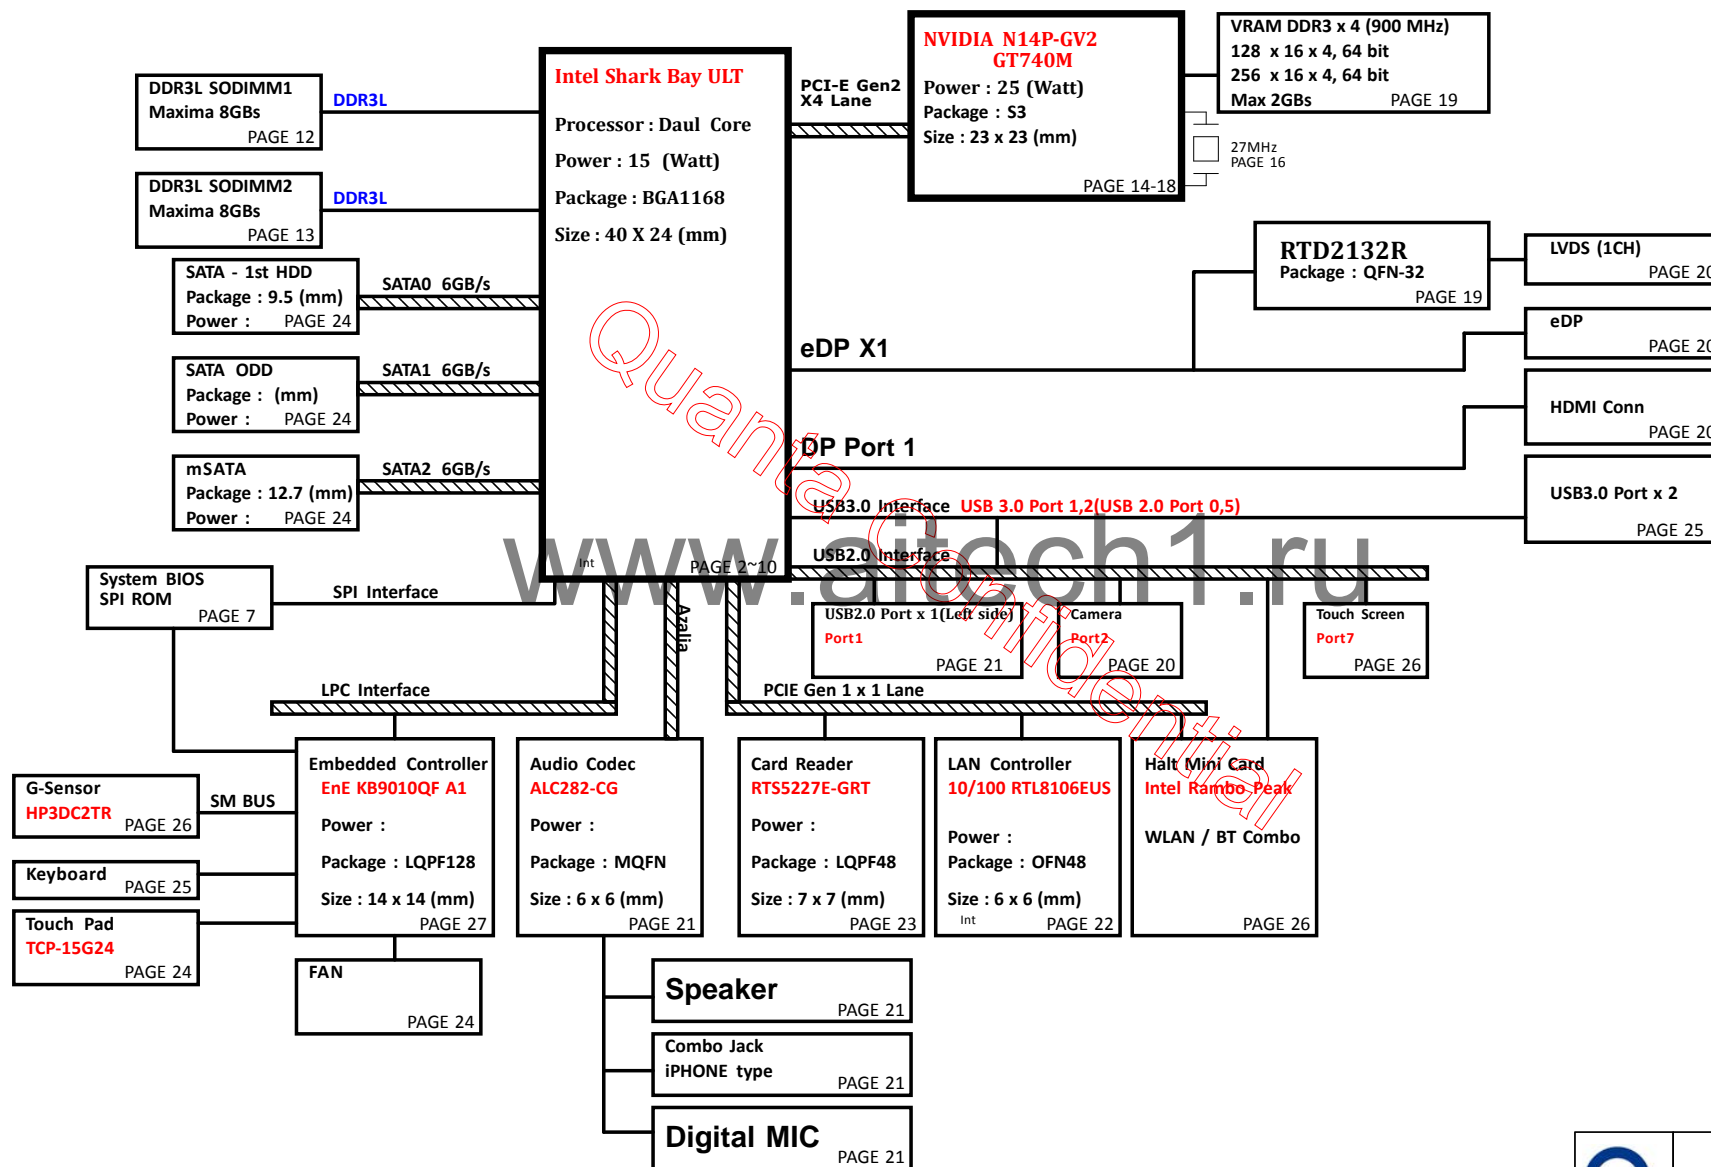 DDR3L SODIMM1
Maxima 8GBs
PAGE 12
DDR3L
DDR3L SODIMM2
Maxima 8GBs
PAGE 13
DDR3L
SATA - 1st HDD
Package : 9.5 (mm)
Power : PAGE 24
SATA0 6GB/s
SATA ODD
Package : (mm)
Power : PAGE 24
SATA1 6GB/s
mSATA
Package : 12.7 (mm)
Power : PAGE 24
SATA2 6GB/s
Intel Shark Bay ULT
Processor : Daul Core
Power : 15 (Watt)
Package : BGA1168
Size : 40 X 24 (mm)
Int
PAGE 2~10
PCI-E Gen2
X4 Lane
NVIDIA N14P-GV2
GT740M
Power : 25 (Watt)
Package : S3
Size : 23 x 23 (mm)
PAGE 14-18
VRAM DDR3 x 4 (900 MHz)
128 x 16 x 4, 64 bit
256 x 16 x 4, 64 bit
Max 2GBs PAGE 19
27MHz
PAGE 16
RTD2132R
Package : QFN-32
PAGE 19
LVDS (1CH)
PAGE 20
eDP
PAGE 20
HDMI Conn
PAGE 20
USB3.0 Port x 2
PAGE 25
eDP X1
DP Port 1
USB3.0 Interface USB 3.0 Port 1,2(USB 2.0 Port 0,5)
USB2.0 Interface
www.aitech1.ru
Quanta Confidential
System BIOS
SPI ROM
PAGE 7
SPI Interface
Azalia
USB2.0 Port x 1(Left side)
Port1
PAGE 21
Camera
Port2
PAGE 20
Touch Screen
Port7
PAGE 26
LPC Interface
PCIE Gen 1 x 1 Lane
G-Sensor
HP3DC2TR
PAGE 26
SM BUS
Keyboard
PAGE 25
Touch Pad
TCP-15G24
PAGE 24
Embedded Controller
EnE KB9010QF A1
Power :
Package : LQPF128
Size : 14 x 14 (mm)
PAGE 27
Audio Codec
ALC282-CG
Power :
Package : MQFN
Size : 6 x 6 (mm)
PAGE 21
Card Reader
RTS5227E-GRT
Power :
Package : LQPF48
Size : 7 x 7 (mm)
PAGE 23
LAN Controller
10/100 RTL8106EUS
Power :
Package : OFN48
Size : 6 x 6 (mm)
Int
PAGE 22
Halt Mini Card
Intel Rambo Peak
WLAN / BT Combo
PAGE 26
FAN
PAGE 24
Speaker
PAGE 21
Combo Jack
iPHONE type
PAGE 21
Digital MIC
PAGE 21